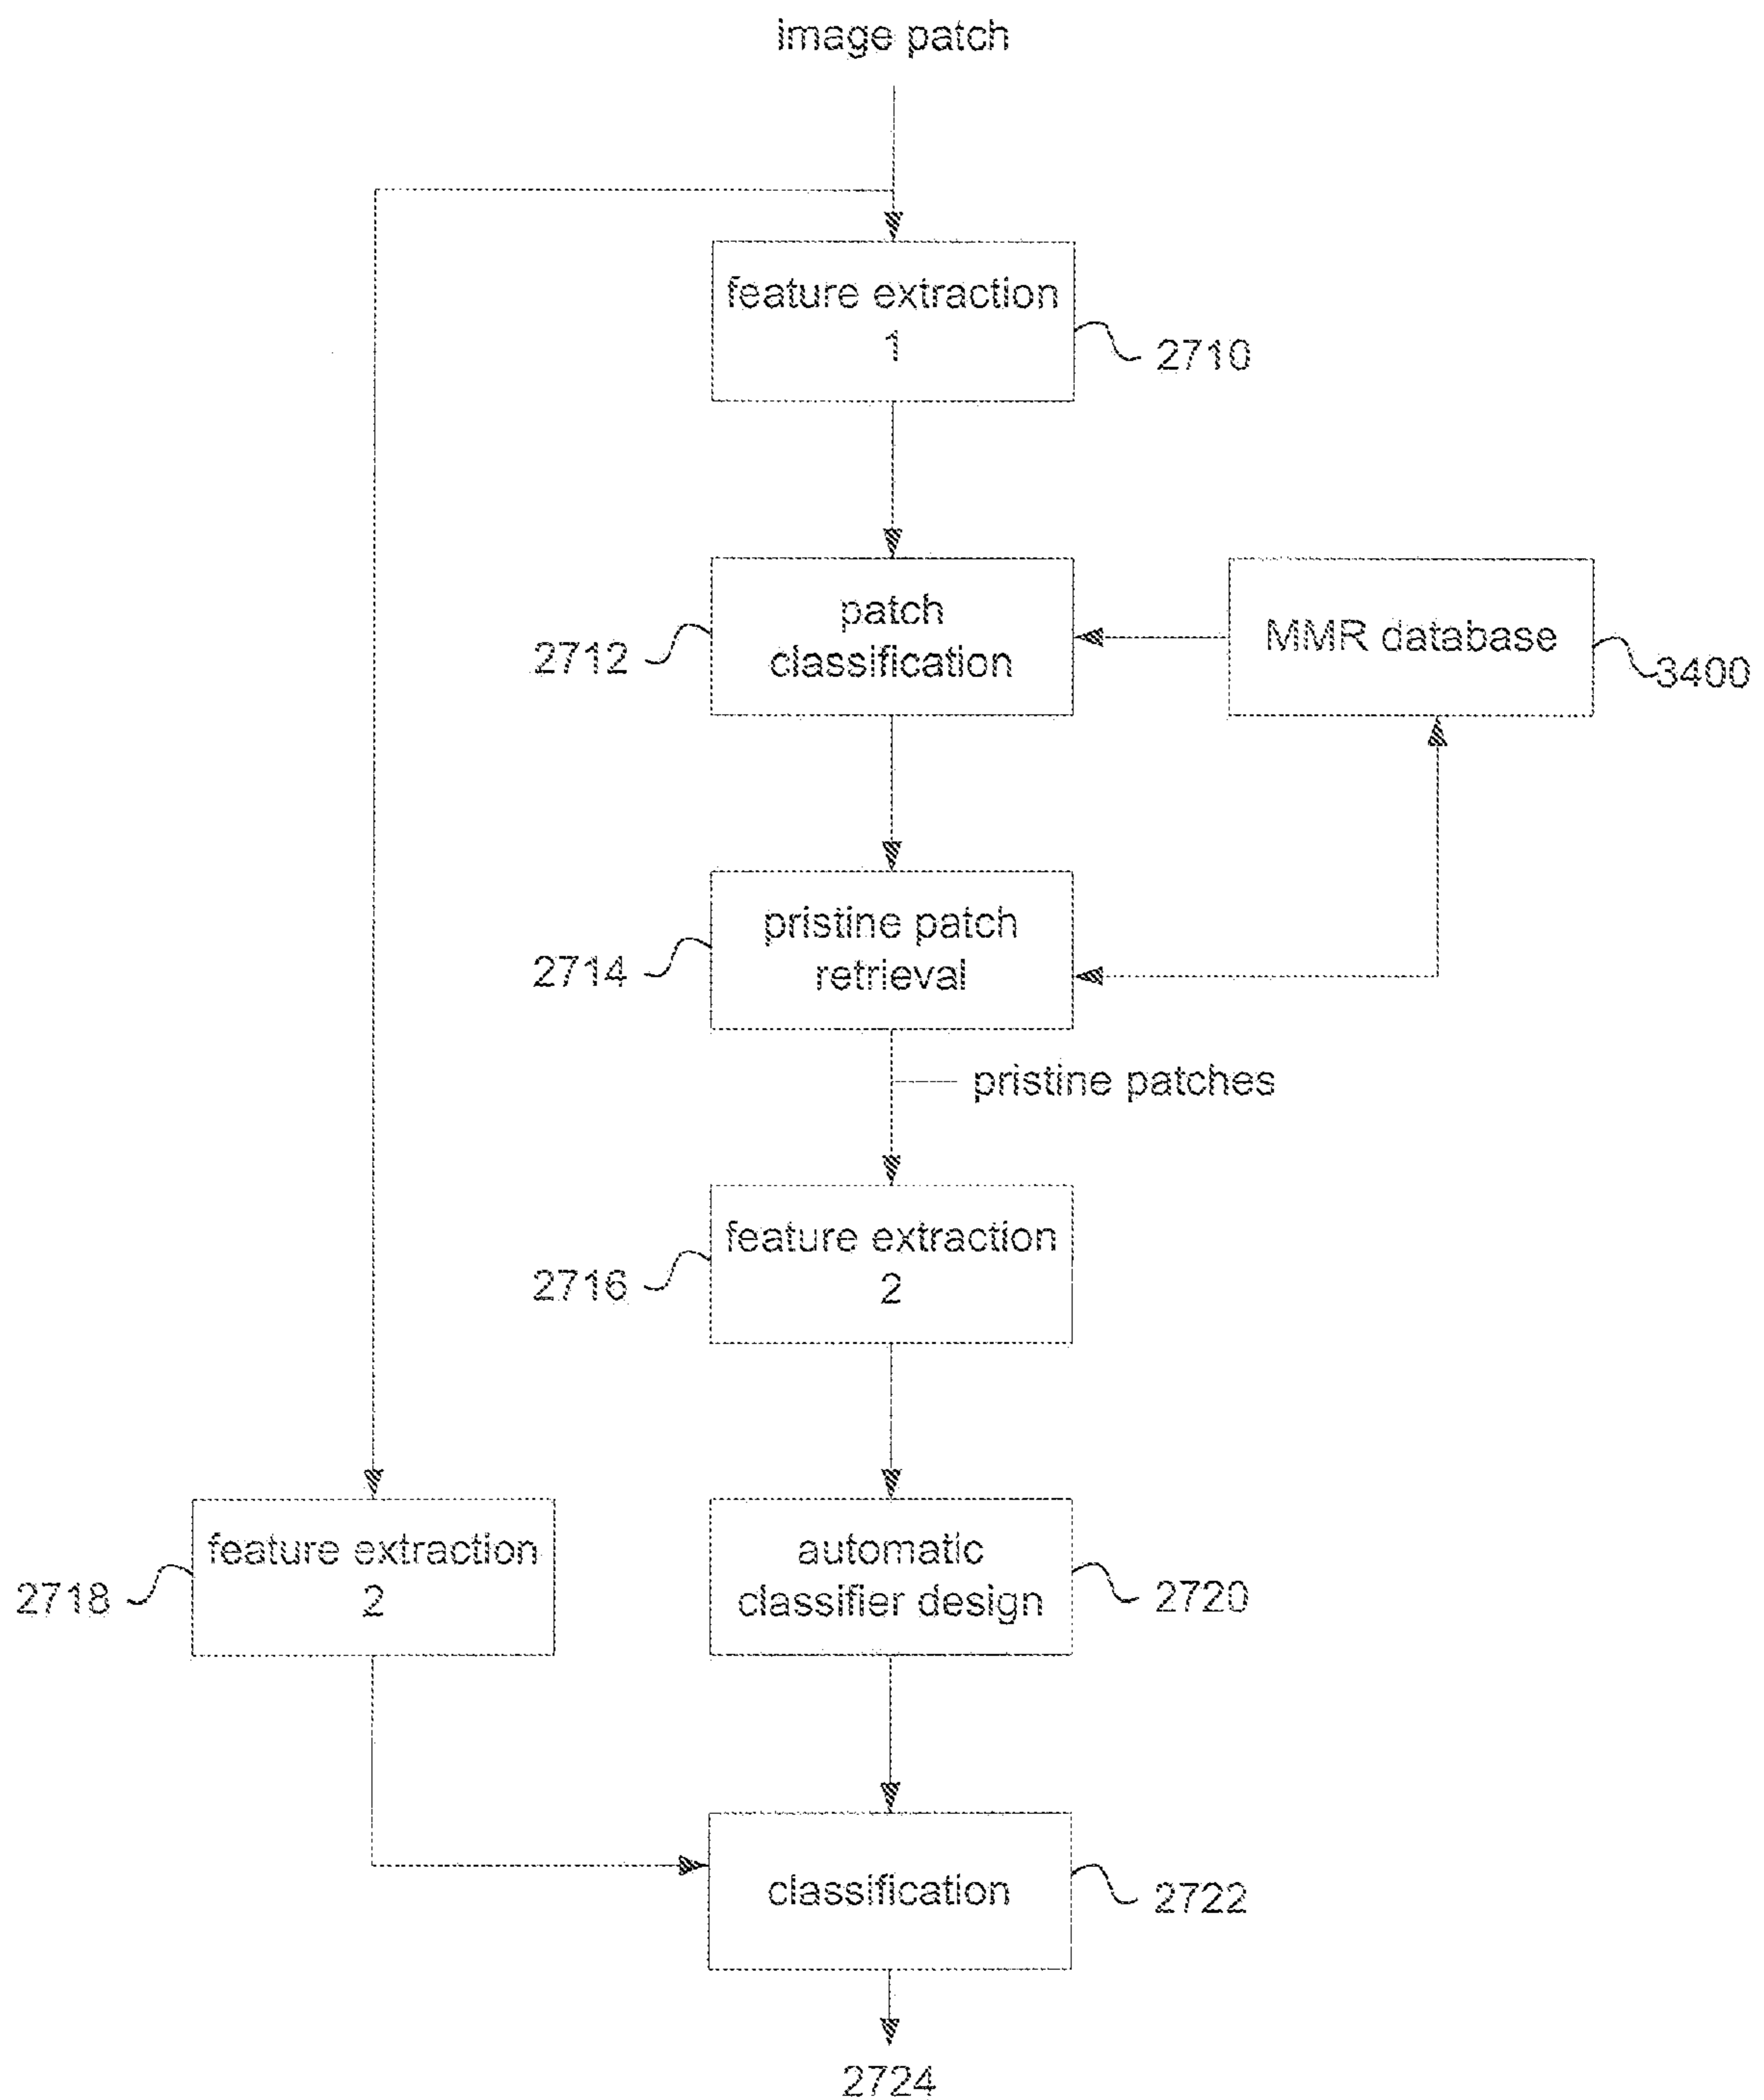 image patch
feature extraction
1
2710
patch
classification
2712
MMR database
3400
pristine patch
retrieval
2714
pristine patches
feature extraction
2
2716
feature extraction
2
2718
automatic
classifier design
2720
classification
2722
2724